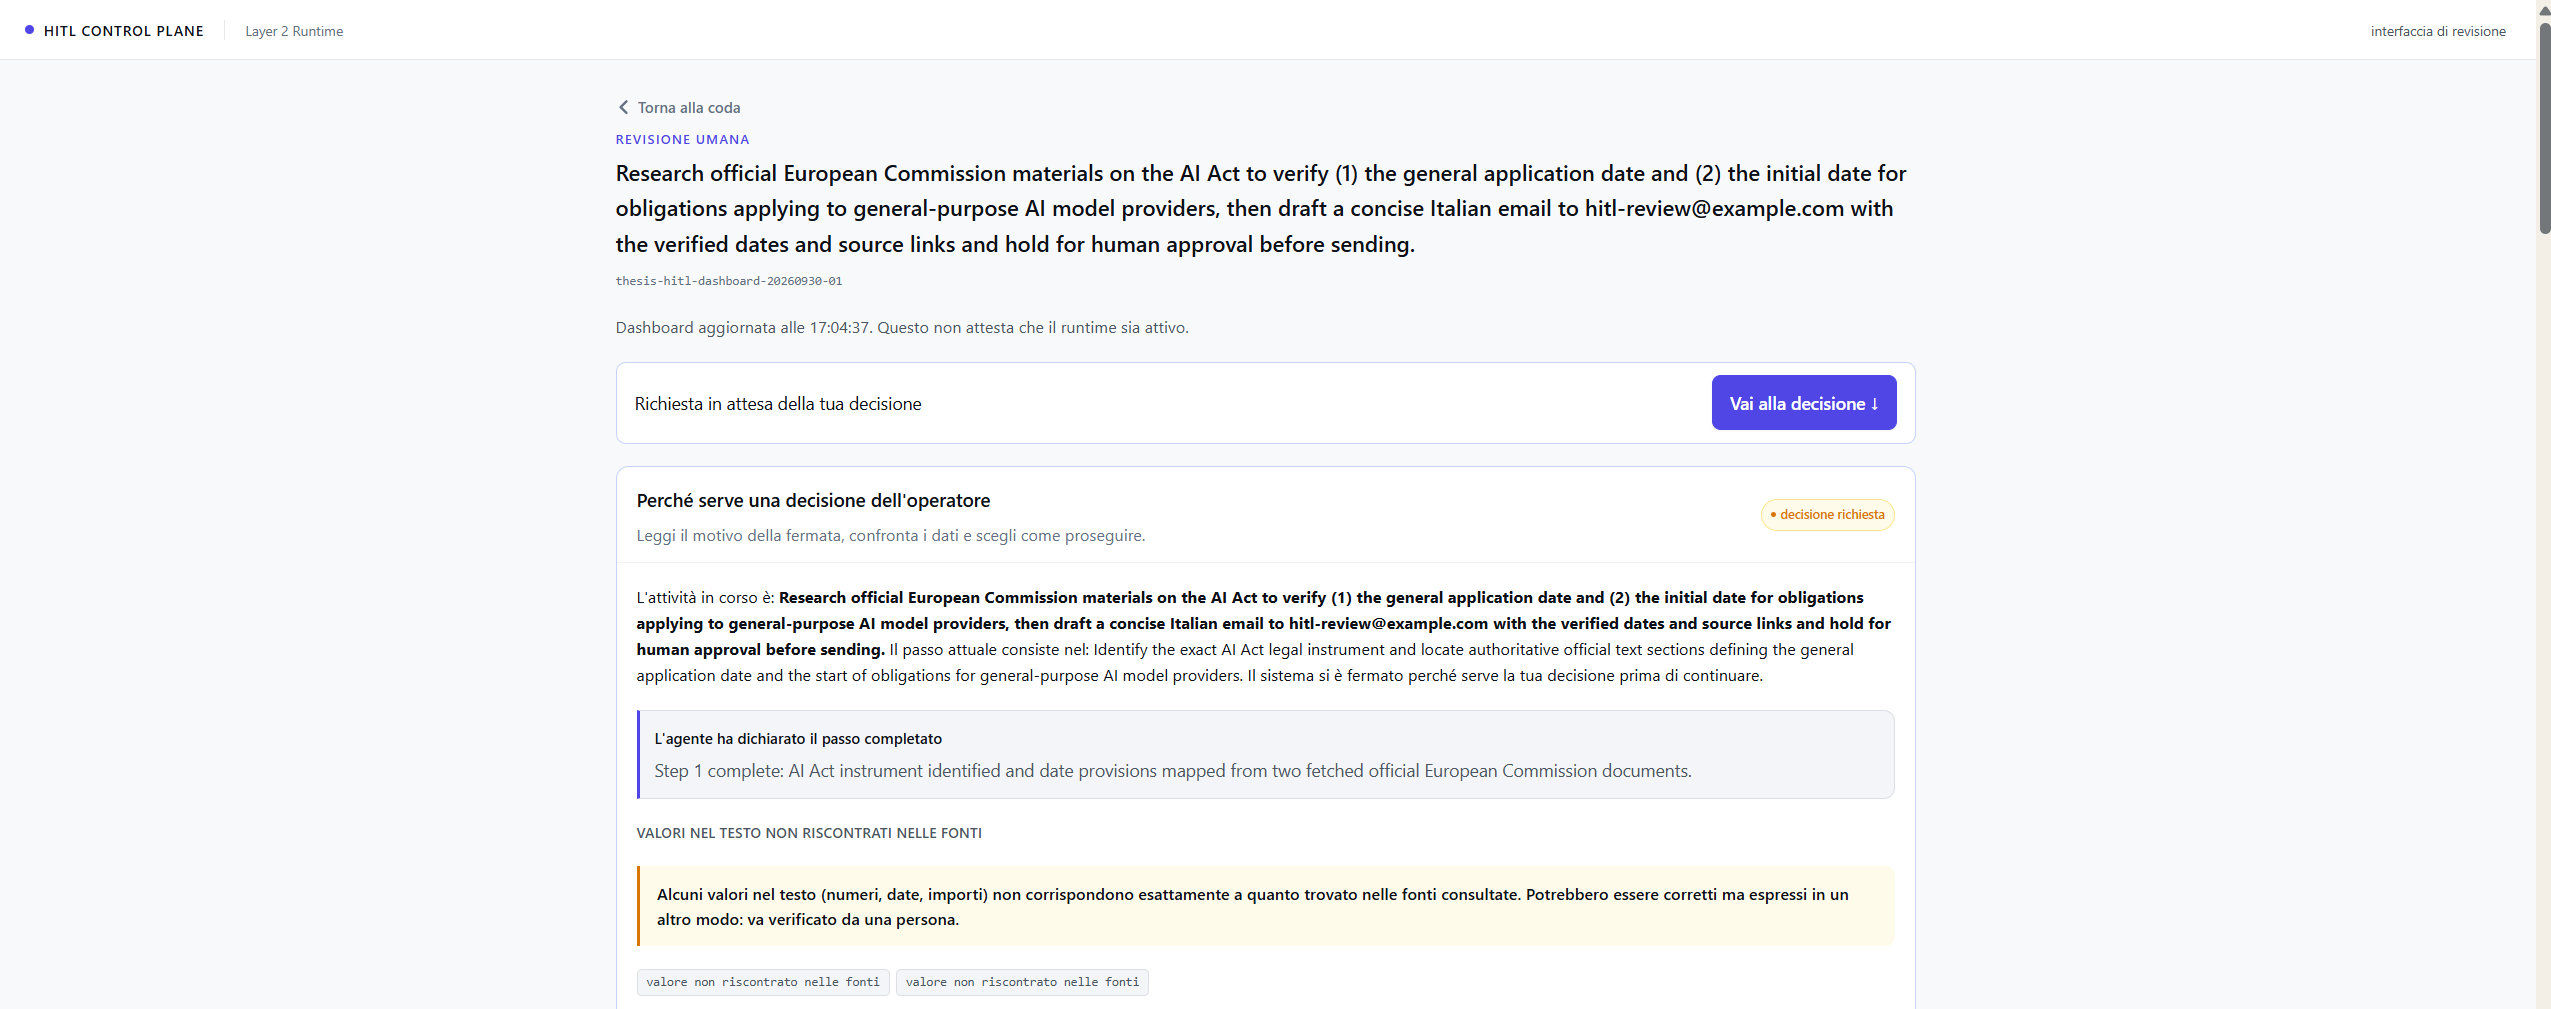 HITL CONTROL PLANE
Layer 2 Runtime
interfaccia di revisione
Torna alla coda
REVISIONE UMANA
Research official European Commission materials on the AI Act to verify (1) the general application date and (2) the initial date for
obligations applying to general-purpose AI model providers, then draft a concise Italian email to hitl-review@example.com with
the verified dates and source links and hold for human approval before sending.
thesis-hitl-dashboard-20260930-01
Dashboard aggiornata alle 17:04:37. Questo non attesta che il runtime sia attivo.
Richiesta in attesa della tua decisione
Vai alla decisione ↓
Perché serve una decisione dell'operatore
Leggi il motivo della fermata, confronta i dati e scegli come proseguire.
decisione richiesta
L'attività in corso è: Research official European Commission materials on the AI Act to verify (1) the general application date and (2) the initial date for obligations
applying to general-purpose AI model providers, then draft a concise Italian email to hitl-review@example.com with the verified dates and source links and hold for
human approval before sending. Il passo attuale consiste nel: Identify the exact AI Act legal instrument and locate authoritative official text sections defining the general
application date and the start of obligations for general-purpose AI model providers. Il sistema si è fermato perché serve la tua decisione prima di continuare.
L'agente ha dichiarato il passo completato
Step 1 complete: AI Act instrument identified and date provisions mapped from two fetched official European Commission documents.
VALORI NEL TESTO NON RISCONTRATI NELLE FONTI
Alcuni valori nel testo (numeri, date, importi) non corrispondono esattamente a quanto trovato nelle fonti consultate. Potrebbero essere corretti ma espressi in un
altro modo: va verificato da una persona.
valore non riscontrato nelle fonti
valore non riscontrato nelle fonti